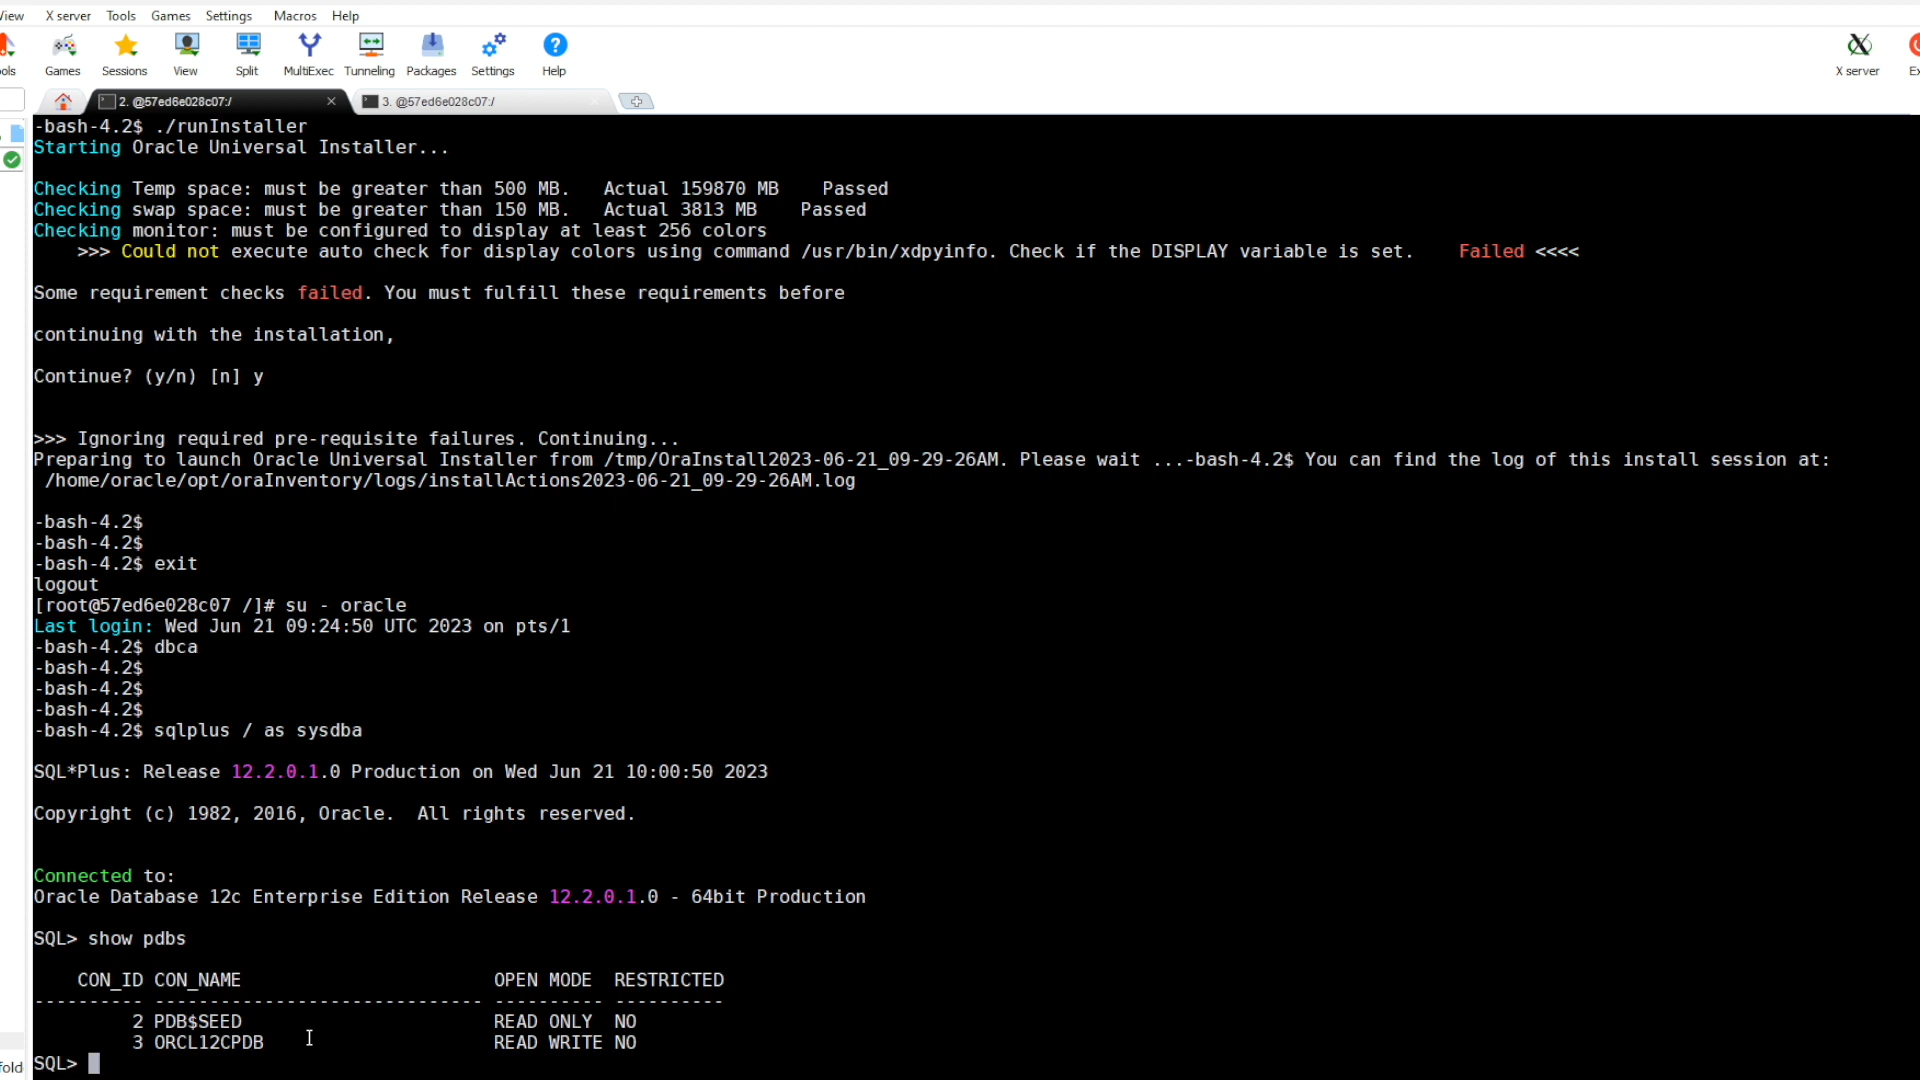 View X server Tools Games Settings Macros Help
ols Games Sessions View Split MultiExec Tunneling Packages Settings Help X server Ex
2. @57ed6e028c07:/ 3. @57ed6e028c07:/
-bash-4.2$ ./runInstaller
Starting Oracle Universal Installer...
Checking Temp space: must be greater than 500 MB.   Actual 159870 MB    Passed
Checking swap space: must be greater than 150 MB.   Actual 3813 MB    Passed
Checking monitor: must be configured to display at least 256 colors
    >>> Could not execute auto check for display colors using command /usr/bin/xdpyinfo. Check if the DISPLAY variable is set.    Failed <<<<
Some requirement checks failed. You must fulfill these requirements before
continuing with the installation,
Continue? (y/n) [n] y
>>> Ignoring required pre-requisite failures. Continuing...
Preparing to launch Oracle Universal Installer from /tmp/OraInstall2023-06-21_09-29-26AM. Please wait ...-bash-4.2$ You can find the log of this install session at:
 /home/oracle/opt/oraInventory/logs/installActions2023-06-21_09-29-26AM.log
-bash-4.2$
-bash-4.2$
-bash-4.2$ exit
logout
[root@57ed6e028c07 /]# su - oracle
Last login: Wed Jun 21 09:24:50 UTC 2023 on pts/1
-bash-4.2$ dbca
-bash-4.2$
-bash-4.2$
-bash-4.2$
-bash-4.2$ sqlplus / as sysdba
SQL*Plus: Release 12.2.0.1.0 Production on Wed Jun 21 10:00:50 2023
Copyright (c) 1982, 2016, Oracle.  All rights reserved.
Connected to:
Oracle Database 12c Enterprise Edition Release 12.2.0.1.0 - 64bit Production
SQL> show pdbs
    CON_ID CON_NAME                       OPEN MODE  RESTRICTED
---------- ------------------------------ ---------- ----------
         2 PDB$SEED                       READ ONLY  NO
         3 ORCL12CPDB                     READ WRITE NO
fold SQL>